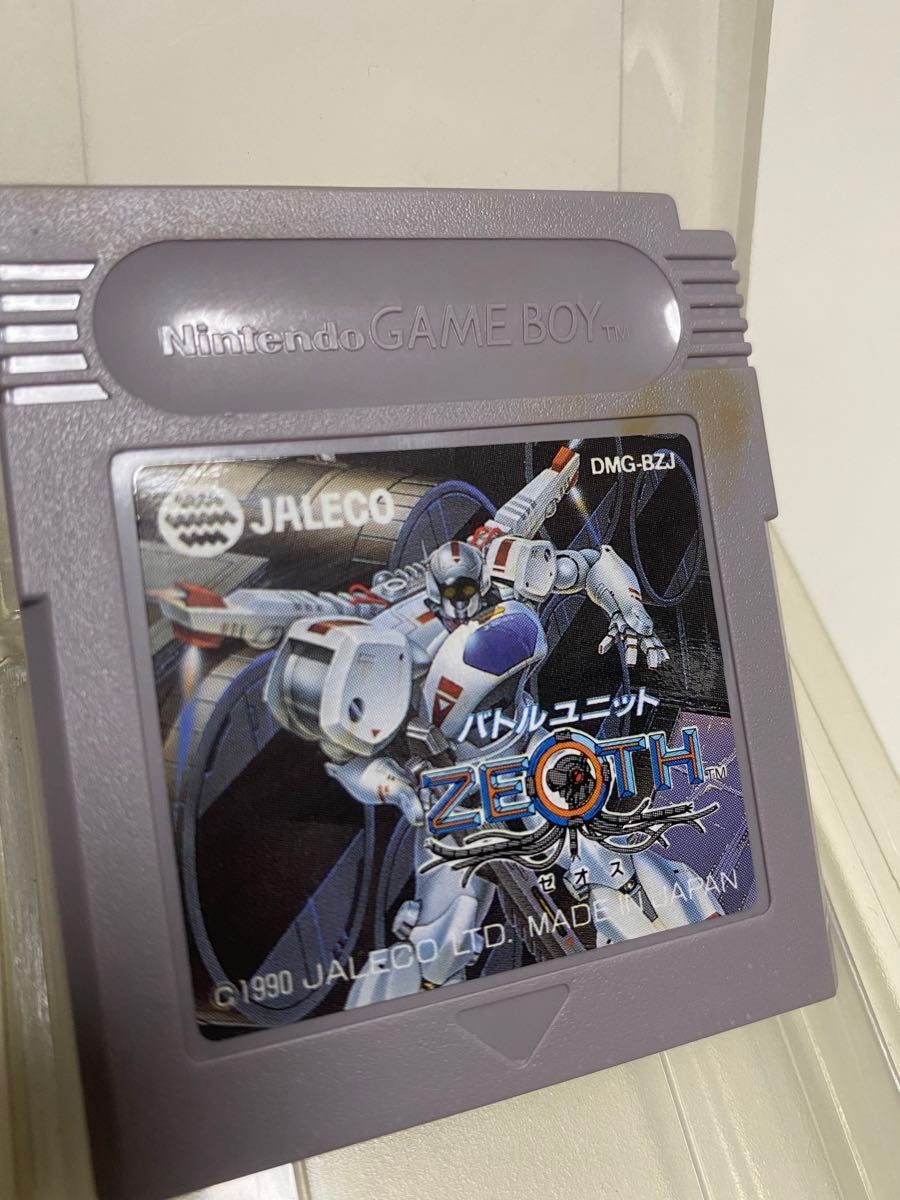 Nintendo GAME BOY™
DMG-BZJ
JALECO
バトルユニット
ZEOTH™
ゼオス
©1990 JALECO LTD. MADE IN JAPAN